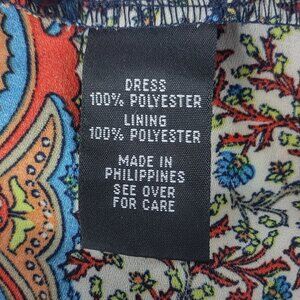 DRESS
100% POLYESTER
LINING
100% POLYESTER
MADE IN
PHILIPPINES
SEE OVER
FOR CARE